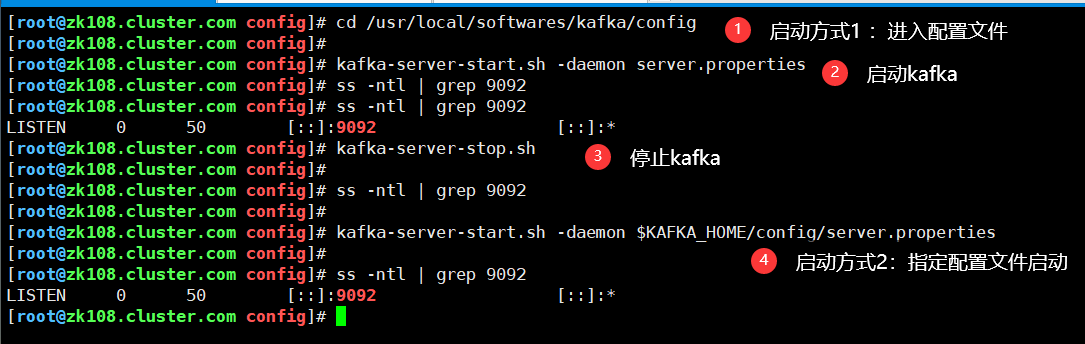 [root@zk108.cluster.com config]# cd /usr/local/softwares/kafka/config
1 启动方式1 ：进入配置文件
[root@zk108.cluster.com config]#
[root@zk108.cluster.com config]# kafka-server-start.sh -daemon server.properties
2 启动kafka
[root@zk108.cluster.com config]# ss -ntl | grep 9092
[root@zk108.cluster.com config]# ss -ntl | grep 9092
LISTEN 0 50 [::]:9092 [::]:*
[root@zk108.cluster.com config]# kafka-server-stop.sh
3 停止kafka
[root@zk108.cluster.com config]#
[root@zk108.cluster.com config]# ss -ntl | grep 9092
[root@zk108.cluster.com config]#
[root@zk108.cluster.com config]# kafka-server-start.sh -daemon $KAFKA_HOME/config/server.properties
[root@zk108.cluster.com config]#
4 启动方式2：指定配置文件启动
[root@zk108.cluster.com config]# ss -ntl | grep 9092
LISTEN 0 50 [::]:9092 [::]:*
[root@zk108.cluster.com config]#